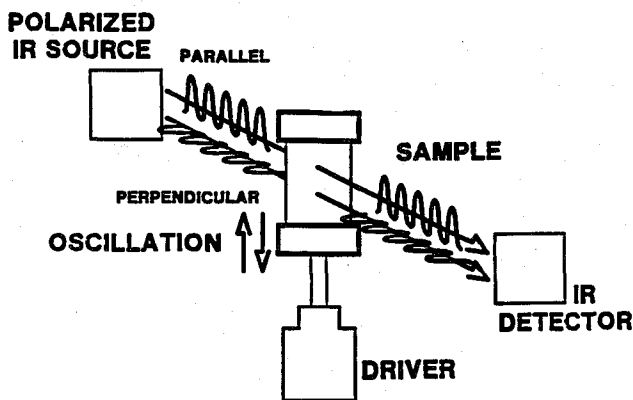 POLARIZED
IR SOURCE
PARALLEL
SAMPLE
PERPENDICULAR
OSCILLATION
IR
DETECTOR
DRIVER